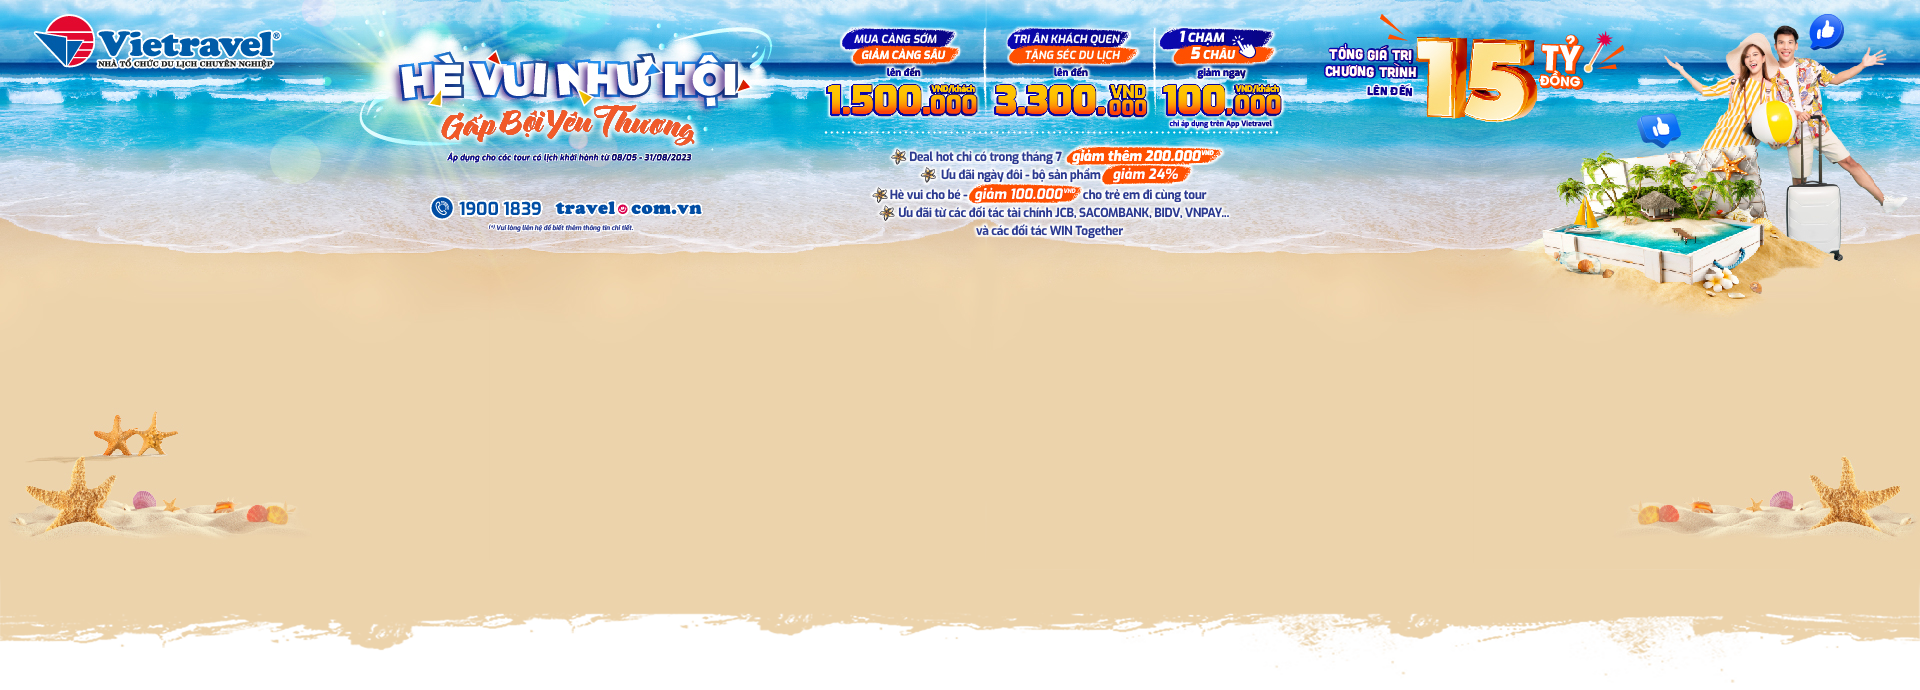 Vietravel®
NHÀ TỔ CHỨC DU LỊCH CHUYÊN NGHIỆP
HÈ VUI NHƯ HỘI
Gấp Bội Yêu Thương
Áp dụng cho các tour có lịch khởi hành từ 08/05 - 31/08/2023
1900 1839 travel.com.vn
(*) Vui lòng liên hệ để biết thêm thông tin chi tiết.
MUA CÀNG SỚM
GIẢM CÀNG SÂU
lên đến
1.500.000 VNĐ/khách
TRI ÂN KHÁCH QUEN
TẶNG SÉC DU LỊCH
lên đến
3.300.000 VNĐ
1 CHẠM
5 CHÂU
giảm ngay
100.000 VNĐ/khách
chỉ áp dụng trên App Vietravel
Deal hot chỉ có trong tháng 7 giảm thêm 200.000VNĐ
Ưu đãi ngày đôi - bộ sản phẩm giảm 24%
Hè vui cho bé - giảm 100.000VNĐ cho trẻ em đi cùng tour
Ưu đãi từ các đối tác tài chính JCB, SACOMBANK, BIDV, VNPAY...
và các đối tác WIN Together
TỔNG GIÁ TRỊ
CHƯƠNG TRÌNH
LÊN ĐẾN
15 TỶ
ĐỒNG